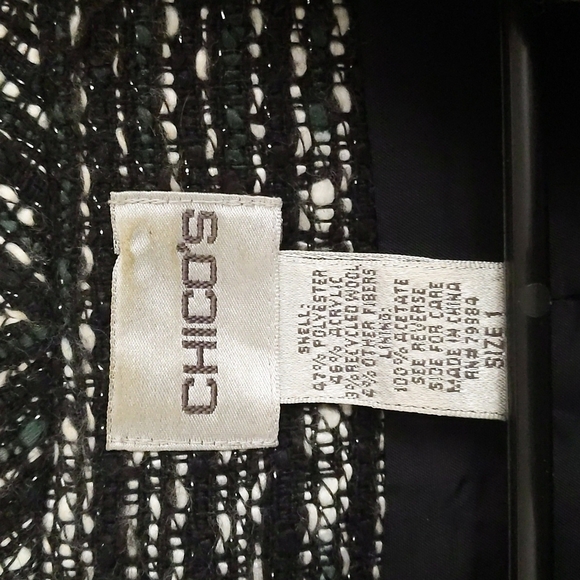 CHICO'S
SHELL:
47% POLYESTER
46% ACRYLIC
3% RECYCLED WOOL
4% OTHER FIBERS
LINING:
100% ACETATE
SEE REVERSE
SIDE FOR CARE
MADE IN CHINA
RN# 79984
SIZE 1